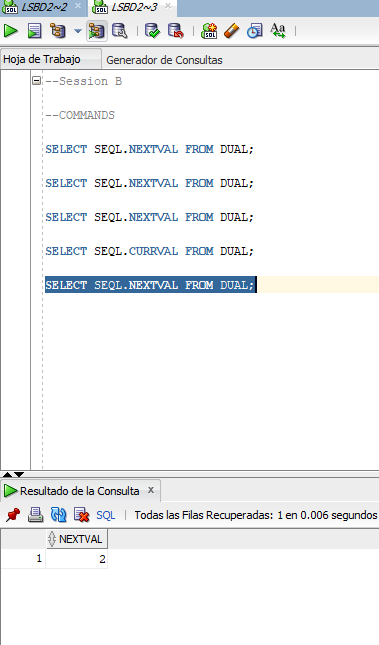 LSBD2~2 LSBD2~3
Hoja de Trabajo Generador de Consultas
--Session B
--COMMANDS
SELECT SEQL.NEXTVAL FROM DUAL;
SELECT SEQL.NEXTVAL FROM DUAL;
SELECT SEQL.NEXTVAL FROM DUAL;
SELECT SEQL.CURRVAL FROM DUAL;
SELECT SEQL.NEXTVAL FROM DUAL;
Resultado de la Consulta x
SQL | Todas las Filas Recuperadas: 1 en 0.006 segundos
NEXTVAL
1 2